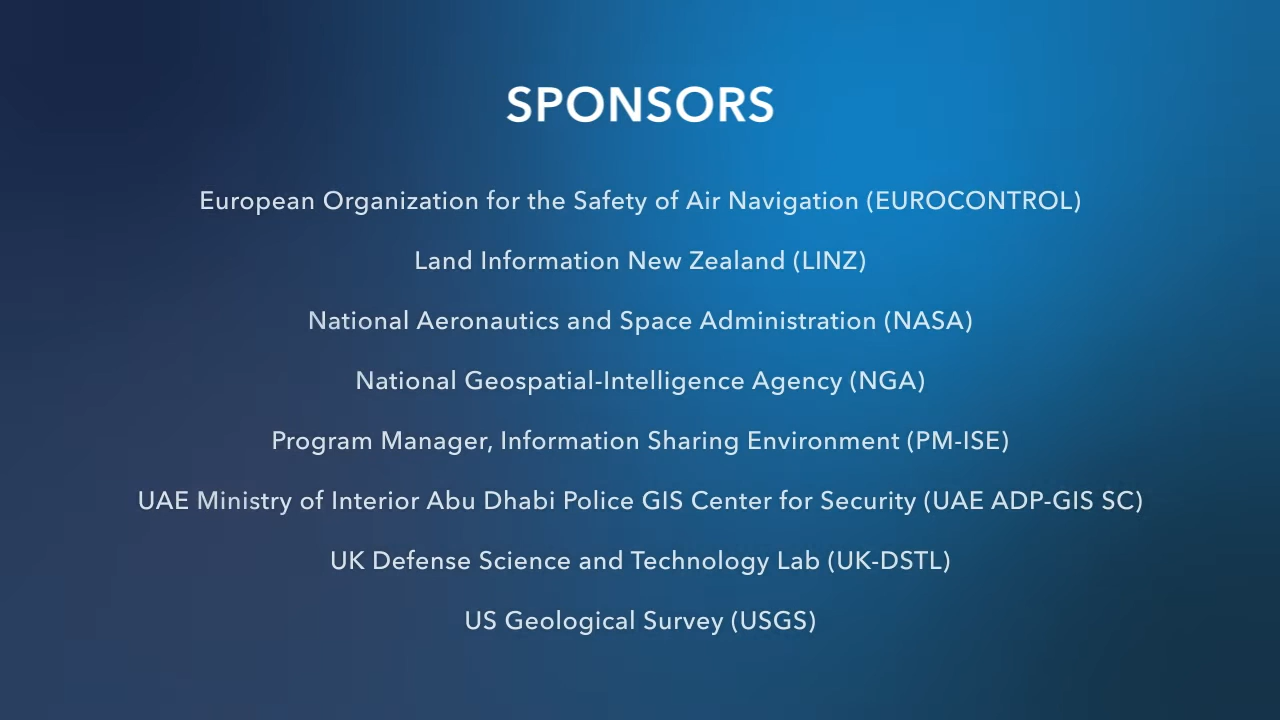 SPONSORS
European Organization for the Safety of Air Navigation (EUROCONTROL)
Land Information New Zealand (LINZ)
National Aeronautics and Space Administration (NASA)
National Geospatial-Intelligence Agency (NGA)
Program Manager, Information Sharing Environment (PM-ISE)
UAE Ministry of Interior Abu Dhabi Police GIS Center for Security (UAE ADP-GIS SC)
UK Defense Science and Technology Lab (UK-DSTL)
US Geological Survey (USGS)